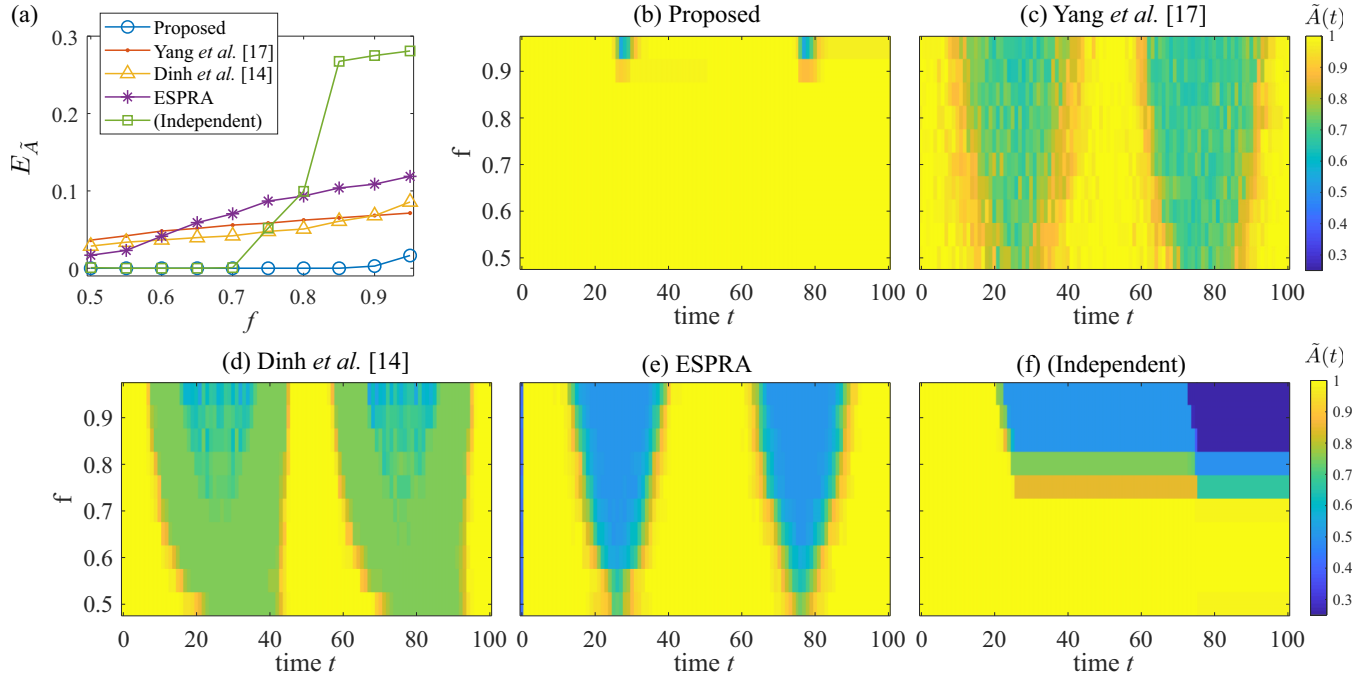 (a)
Proposed
Yang et al. [17]
Dinh et al. [14]
ESPRA
(Independent)
0.3
0.2
0.1
0
E_Ã
0.5 0.6 0.7 0.8 0.9
f
(b) Proposed
0.9
0.8
0.7
0.6
0.5
f
0 20 40 60 80 100
time t
(c) Yang et al. [17]
0 20 40 60 80 100
time t
Ã(t)
1
0.9
0.8
0.7
0.6
0.5
0.4
0.3
(d) Dinh et al. [14]
0.9
0.8
0.7
0.6
0.5
f
0 20 40 60 80 100
time t
(e) ESPRA
0 20 40 60 80 100
time t
(f) (Independent)
0 20 40 60 80 100
time t
Ã(t)
1
0.9
0.8
0.7
0.6
0.5
0.4
0.3